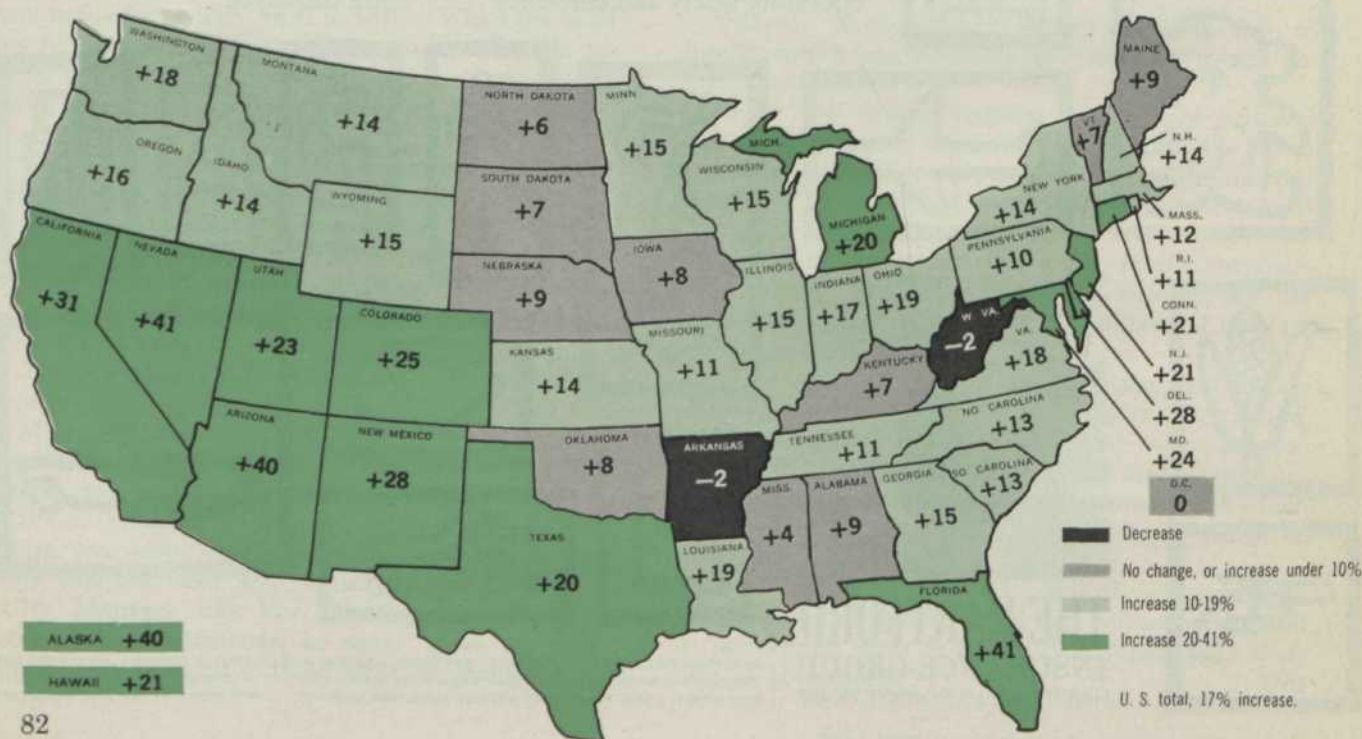 WASHINGTON
+18
MONTANA
+14
NORTH DAKOTA
+6
MINN.
+15
MAINE
+9
VT.
+7
N.H.
+14
OREGON
+16
IDAHO
+14
WYOMING
+15
SOUTH DAKOTA
+7
WISCONSIN
+15
MICH.
MICHIGAN
+20
NEW YORK
+14
MASS.
+12
R.I.
+11
CONN.
+21
N.J.
+21
DEL.
+28
MD.
+24
D.C.
0
CALIFORNIA
+31
NEVADA
+41
UTAH
+23
COLORADO
+25
NEBRASKA
+9
IOWA
+8
ILLINOIS
+15
INDIANA
+17
OHIO
+19
PENNSYLVANIA
+10
W. VA.
−2
VA.
+18
KANSAS
+14
MISSOURI
+11
KENTUCKY
+7
ARIZONA
+40
NEW MEXICO
+28
OKLAHOMA
+8
ARKANSAS
−2
TENNESSEE
+11
NO. CAROLINA
+13
SO. CAROLINA
+13
TEXAS
+20
LOUISIANA
+19
MISS.
+4
ALABAMA
+9
GEORGIA
+15
FLORIDA
+41
ALASKA +40
HAWAII +21
Decrease
No change, or increase under 10%
Increase 10-19%
Increase 20-41%
U. S. total, 17% increase.
82